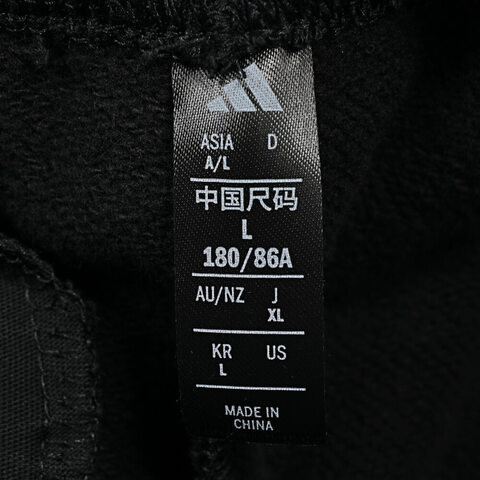 ASIA D
A/L
中国尺码
L
180/86A
AU/NZ J
XL
KR US
L
MADE IN
CHINA